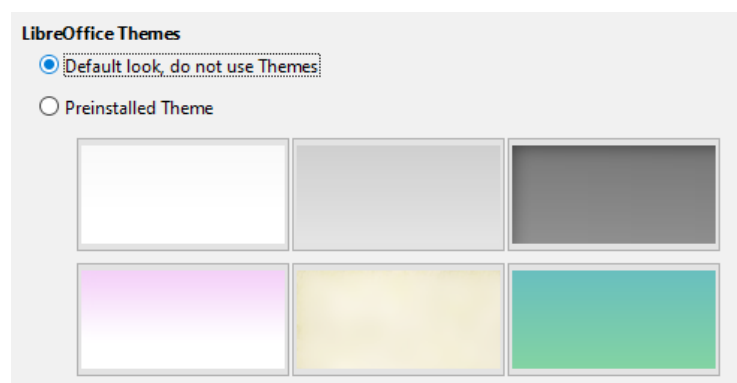 LibreOffice Themes
Default look, do not use Themes
Preinstalled Theme